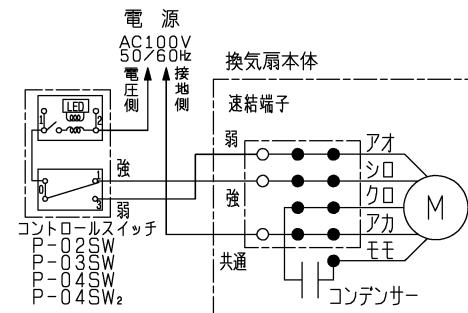 電源
AC100V
50/60Hz
電圧側
接地側
換気扇本体
速結端子
LED
1
2
0
1
3
強
弱
弱
強
共通
アオ
シロ
クロ
アカ
モモ
M
コンデンサー
コントロールスイッチ
P-02SW
P-03SW
P-04SW
P-04SW₂